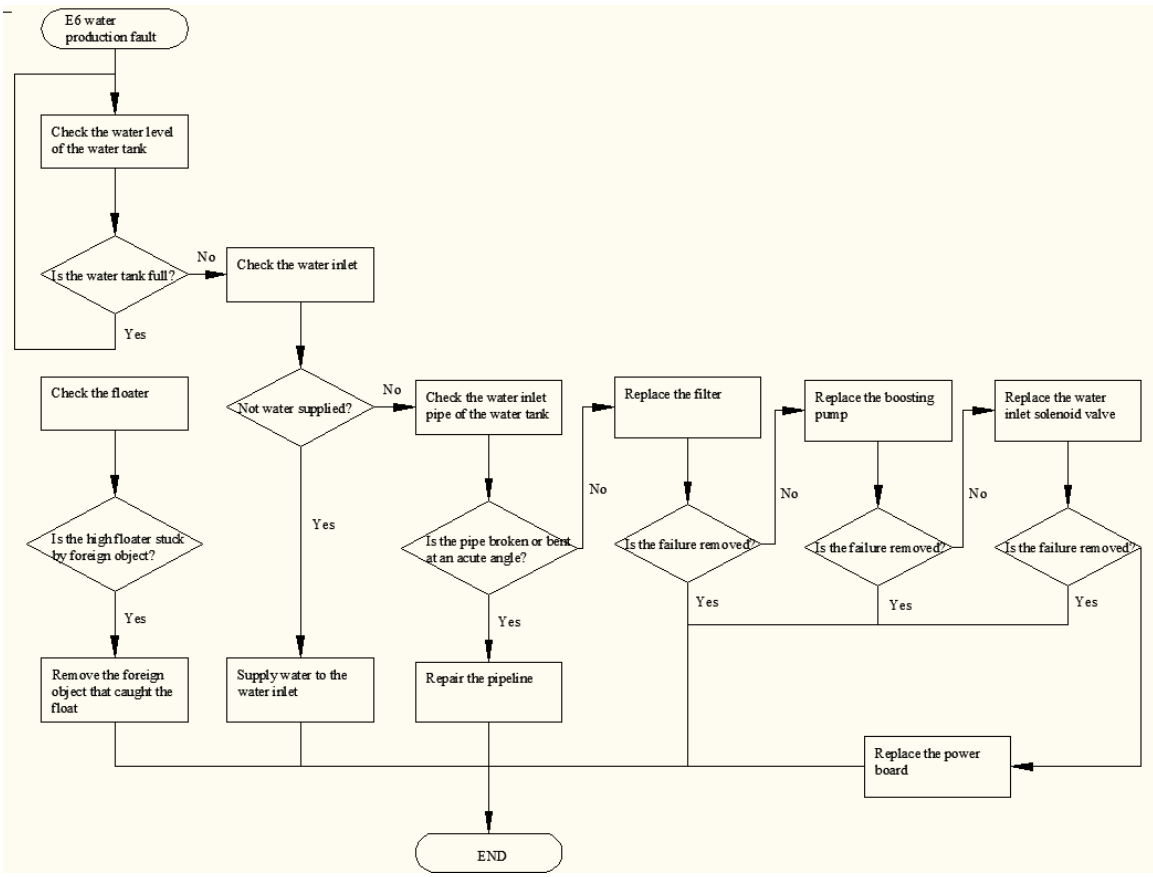 E6 water
production fault
Check the water level
of the water tank
Is the water tank full?
No
Yes
Check the water inlet
Check the floater
Not water supplied?
No
Check the water inlet
pipe of the water tank
Replace the filter
Replace the boosting
pump
Replace the water
inlet solenoid valve
No
No
No
Yes
Is the high floater stuck
by foreign object?
Is the pipe broken or bent
at an acute angle?
Is the failure removed?
Is the failure removed?
Is the failure removed?
Yes
Yes
Yes
Yes
Yes
Remove the foreign
object that caught the
float
Supply water to the
water inlet
Repair the pipeline
Replace the power
board
END